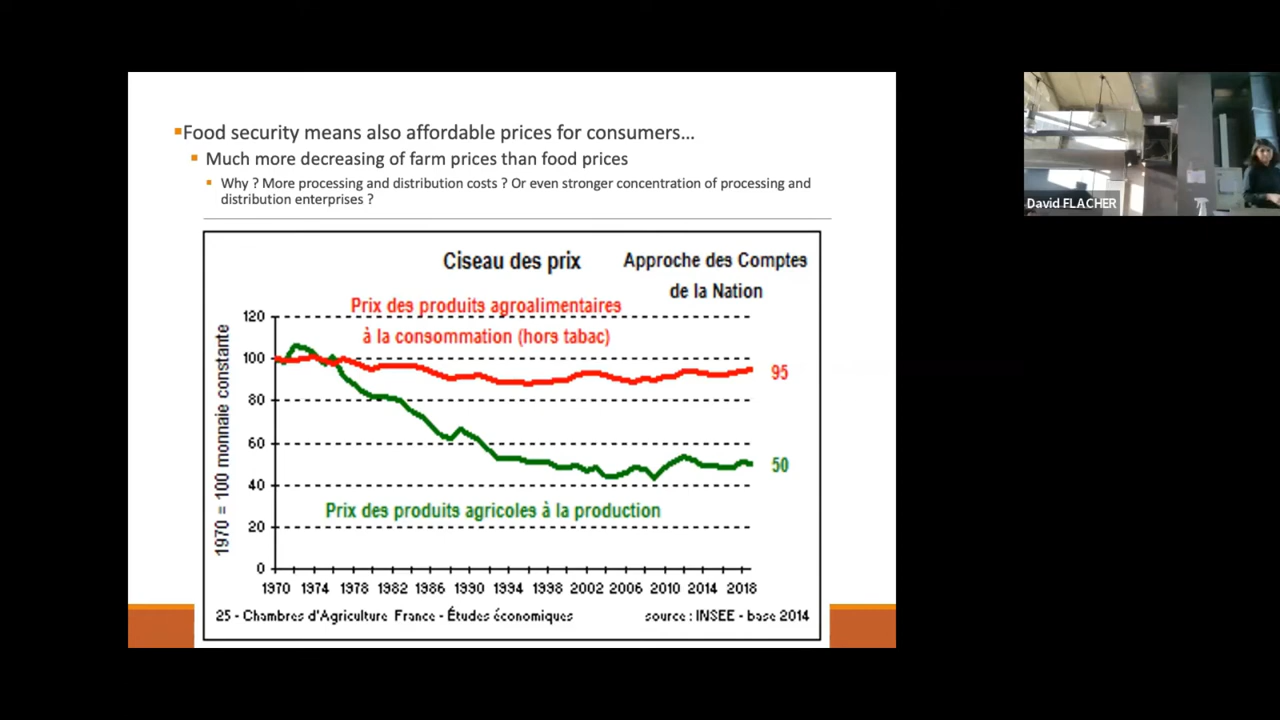 Food security means also affordable prices for consumers…
Much more decreasing of farm prices than food prices
Why ? More processing and distribution costs ? Or even stronger concentration of processing and
distribution enterprises ?
Ciseau des prix
Approche des Comptes
de la Nation
Prix des produits agroalimentaires
à la consommation (hors tabac)
1970 = 100 monnaie constante
120
100
80
60
40
20
0
95
50
Prix des produits agricoles à la production
1970 1974 1978 1982 1986 1990 1994 1998 2002 2006 2010 2014 2018
25 - Chambres d'Agriculture France - Études économiques
source : INSEE - base 2014
David FLACHER